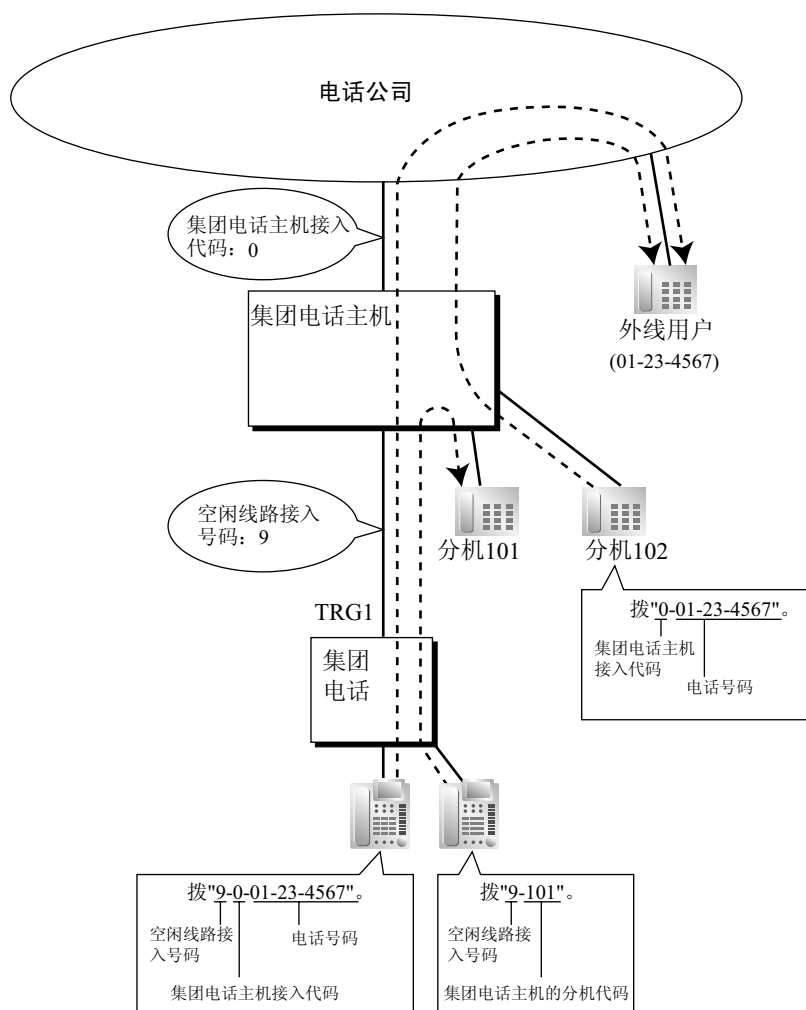 电话公司
集团电话主机接入
代码：0
集团电话主机
外线用户
(01-23-4567)
空闲线路接入
号码：9
分机101
分机102
TRG1
拨"0-01-23-4567"。
集团电话主机
接入代码
电话号码
集团
电话
拨"9-0-01-23-4567"。
空闲线路接
入号码
电话号码
集团电话主机接入代码
拨"9-101"。
空闲线路接
入号码
集团电话主机的分机代码